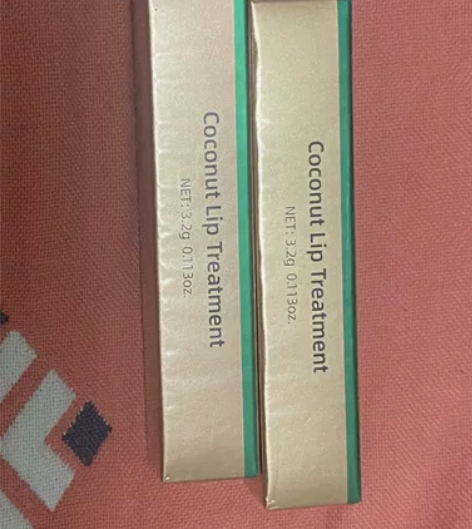 Coconut Lip Treatment
NET: 3.2g 0.113oz.
Coconut Lip Treatment
NET: 3.2g 0.113oz.